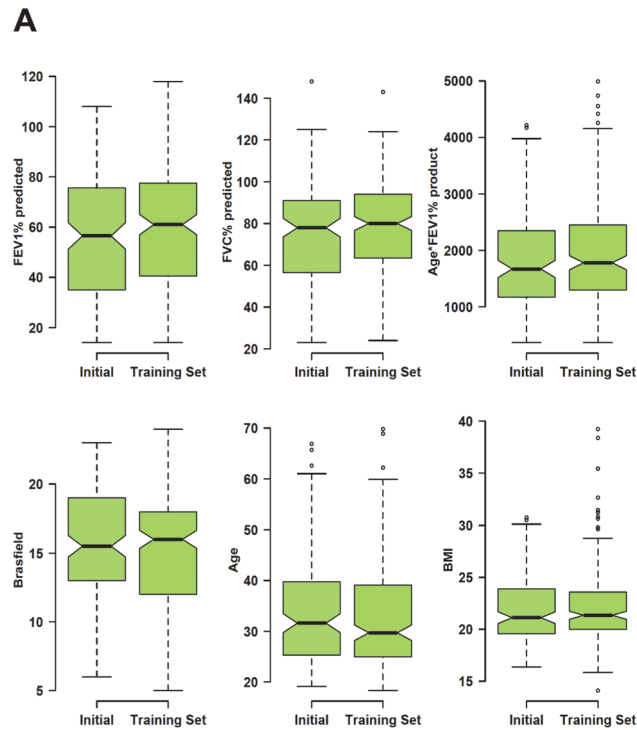 A
FEV1% predicted
120
100
80
60
40
20
Initial Training Set
FVC% predicted
140
120
100
80
60
40
20
Initial Training Set
Age*FEV1% product
5000
4000
3000
2000
1000
Initial Training Set
Brasfield
20
15
10
5
Initial Training Set
Age
70
60
50
40
30
20
Initial Training Set
BMI
40
35
30
25
20
15
Initial Training Set